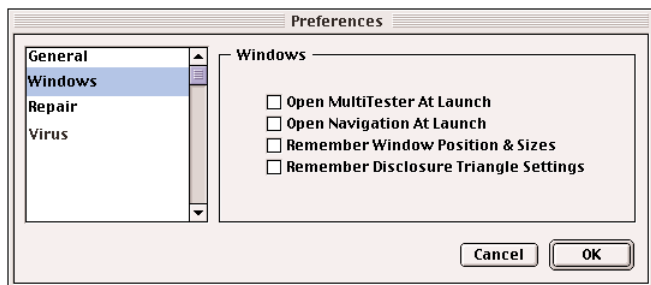 Preferences
General
Windows
Repair
Virus
Windows
Open MultiTester At Launch
Open Navigation At Launch
Remember Window Position & Sizes
Remember Disclosure Triangle Settings
Cancel
OK